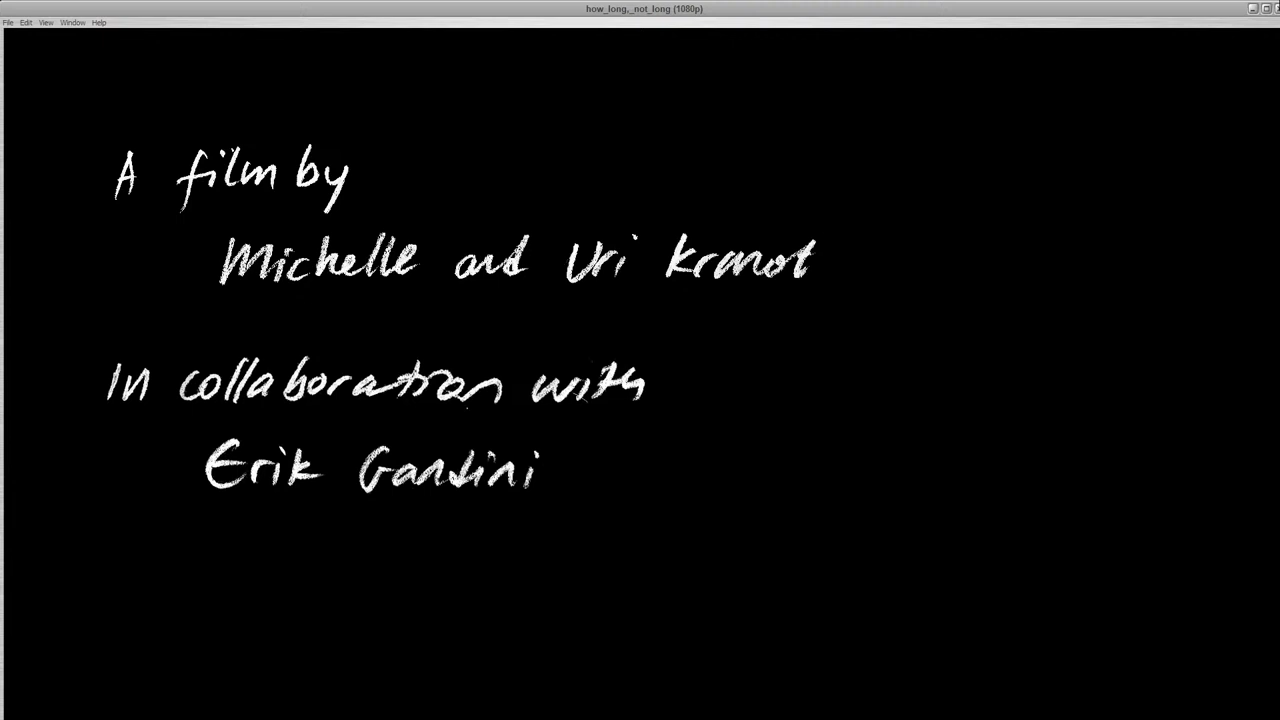 how_long,_not_long (1080p)
File Edit View Window Help
A film by
Michelle and Uri Kranot
In collaboration with
Erik Gandini